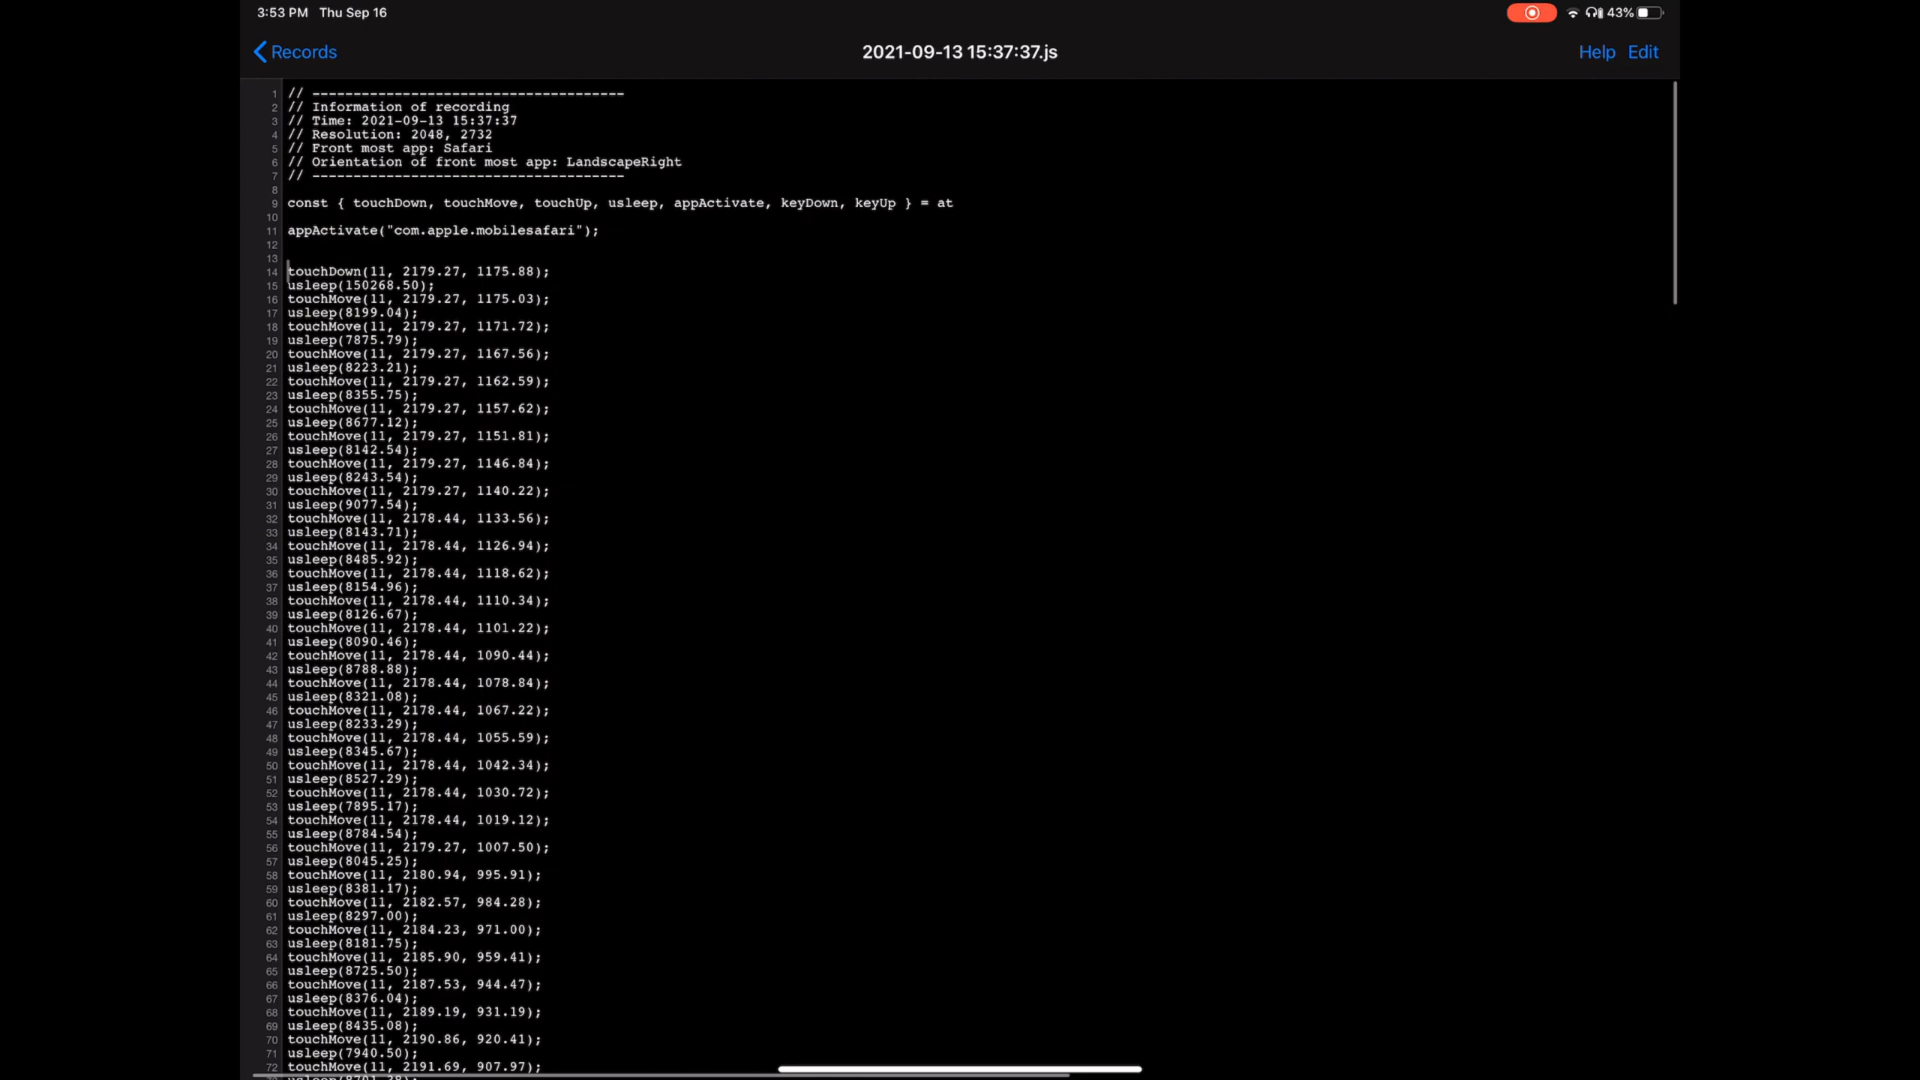 3:53 PM Thu Sep 16
43%
Records
2021-09-13 15:37:37.js
Help Edit
1 // --------------------------------------
2 // Information of recording
3 // Time: 2021-09-13 15:37:37
4 // Resolution: 2048, 2732
5 // Front most app: Safari
6 // Orientation of front most app: LandscapeRight
7 // --------------------------------------
8
9 const { touchDown, touchMove, touchUp, usleep, appActivate, keyDown, keyUp } = at
10
11 appActivate("com.apple.mobilesafari");
12
13
14 touchDown(11, 2179.27, 1175.88);
15 usleep(150268.50);
16 touchMove(11, 2179.27, 1175.03);
17 usleep(8199.04);
18 touchMove(11, 2179.27, 1171.72);
19 usleep(7875.79);
20 touchMove(11, 2179.27, 1167.56);
21 usleep(8223.21);
22 touchMove(11, 2179.27, 1162.59);
23 usleep(8355.75);
24 touchMove(11, 2179.27, 1157.62);
25 usleep(8677.12);
26 touchMove(11, 2179.27, 1151.81);
27 usleep(8142.54);
28 touchMove(11, 2179.27, 1146.84);
29 usleep(8243.54);
30 touchMove(11, 2179.27, 1140.22);
31 usleep(9077.54);
32 touchMove(11, 2178.44, 1133.56);
33 usleep(8143.71);
34 touchMove(11, 2178.44, 1126.94);
35 usleep(8485.92);
36 touchMove(11, 2178.44, 1118.62);
37 usleep(8154.96);
38 touchMove(11, 2178.44, 1110.34);
39 usleep(8126.67);
40 touchMove(11, 2178.44, 1101.22);
41 usleep(8090.46);
42 touchMove(11, 2178.44, 1090.44);
43 usleep(8788.88);
44 touchMove(11, 2178.44, 1078.84);
45 usleep(8321.08);
46 touchMove(11, 2178.44, 1067.22);
47 usleep(8233.29);
48 touchMove(11, 2178.44, 1055.59);
49 usleep(8345.67);
50 touchMove(11, 2178.44, 1042.34);
51 usleep(8527.29);
52 touchMove(11, 2178.44, 1030.72);
53 usleep(7895.17);
54 touchMove(11, 2178.44, 1019.12);
55 usleep(8784.54);
56 touchMove(11, 2179.27, 1007.50);
57 usleep(8045.25);
58 touchMove(11, 2180.94, 995.91);
59 usleep(8381.17);
60 touchMove(11, 2182.57, 984.28);
61 usleep(8297.00);
62 touchMove(11, 2184.23, 971.00);
63 usleep(8181.75);
64 touchMove(11, 2185.90, 959.41);
65 usleep(8725.50);
66 touchMove(11, 2187.53, 944.47);
67 usleep(8376.04);
68 touchMove(11, 2189.19, 931.19);
69 usleep(8435.08);
70 touchMove(11, 2190.86, 920.41);
71 usleep(7940.50);
72 touchMove(11, 2191.69, 907.97);